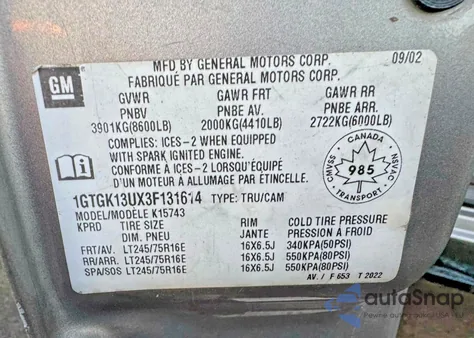 GM
MFD BY GENERAL MOTORS CORP. 09/02
FABRIQUÉ PAR GENERAL MOTORS CORP.
GVWR GAWR FRT GAWR RR
PNBV PNBE AV. PNBE ARR.
3901KG(8600LB) 2000KG(4410LB) 2722KG(6000LB)
COMPLIES: ICES-2 WHEN EQUIPPED
WITH SPARK IGNITED ENGINE.
CONFORME A ICES-2 LORSQU'ÉQUIPÉ
D'UN MOTEUR A ALLUMAGE PAR ÉTINCELLE.
CANADA
CMVSS 985 NSVAC
TRANSPORT
1GTGK13UX3F131614 TYPE: TRU/CAM
MODEL/MODÈLE K15743
KPRD TIRE SIZE RIM COLD TIRE PRESSURE
DIM. PNEU JANTE PRESSION A FROID
FRT/AV. LT245/75R16E 16X6.5J 340KPA(50PSI)
RR/ARR. LT245/75R16E 16X6.5J 550KPA(80PSI)
SPA/SOS LT245/75R16E 16X6.5J 550KPA(80PSI)
AV. / F 653 T 2022
autoSnap